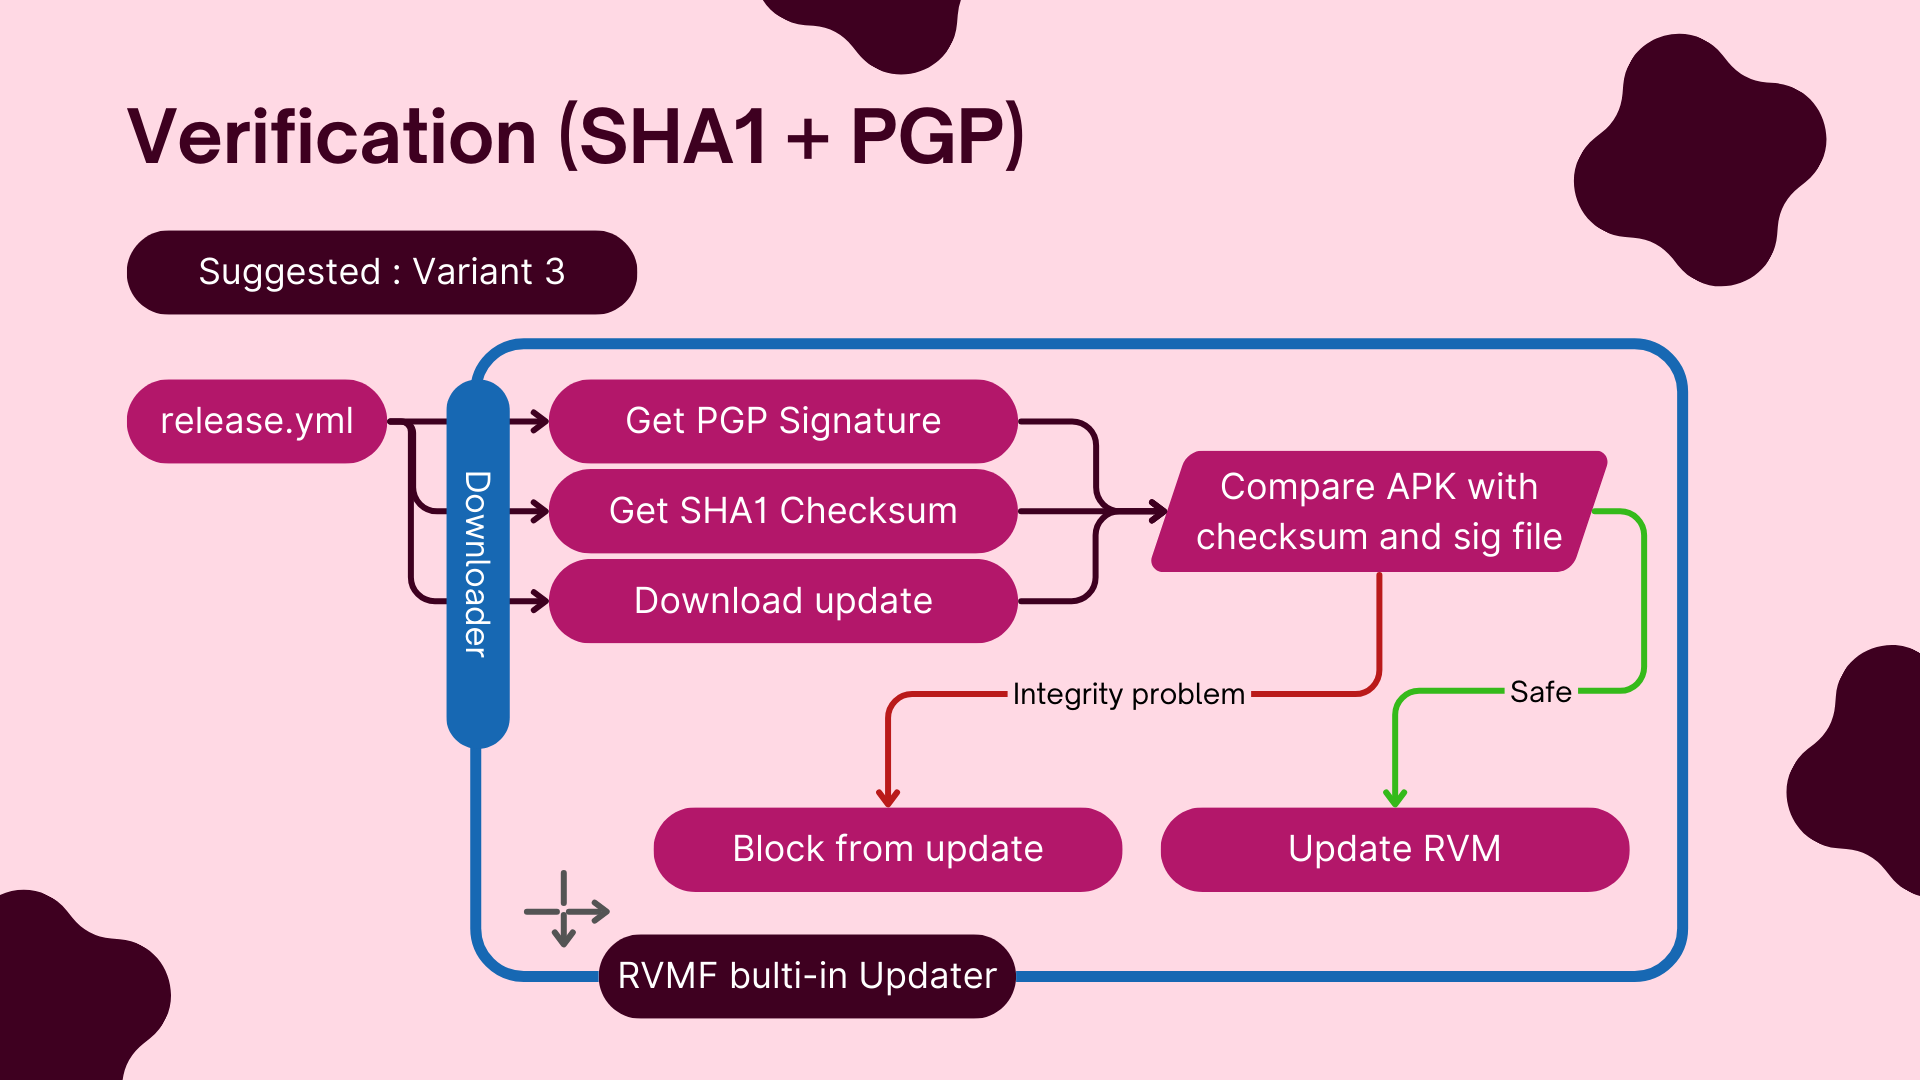 Verification (SHA1 + PGP)
Suggested : Variant 3
release.yml
Downloader
Get PGP Signature
Get SHA1 Checksum
Download update
Compare APK with
checksum and sig file
Integrity problem
Safe
Block from update
Update RVM
RVMF bulti-in Updater